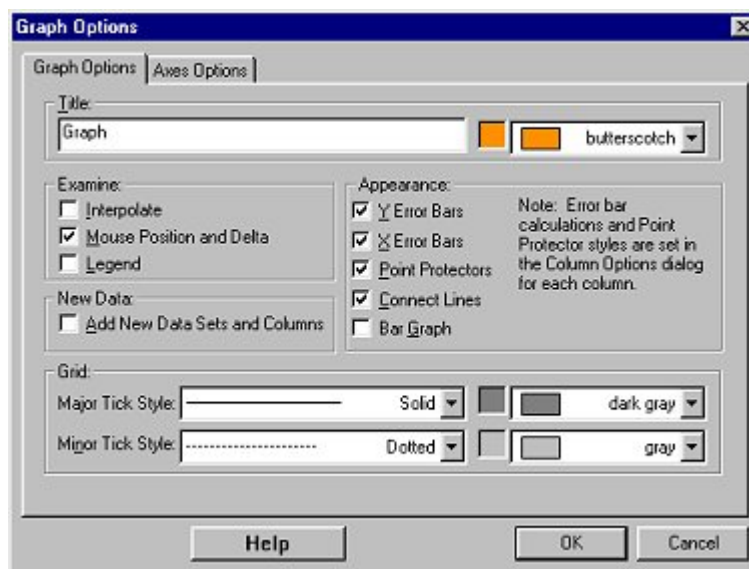 Graph Options
Graph Options
Axes Options
Title:
Graph
butterscotch
Examine:
Interpolate
Mouse Position and Delta
Legend
New Data:
Add New Data Sets and Columns
Appearance:
Y Error Bars
X Error Bars
Point Protectors
Connect Lines
Bar Graph
Note: Error bar
calculations and Point
Protector styles are set in
the Column Options dialog
for each column.
Grid:
Major Tick Style:
Solid
dark gray
Minor Tick Style:
Dotted
gray
Help
OK
Cancel